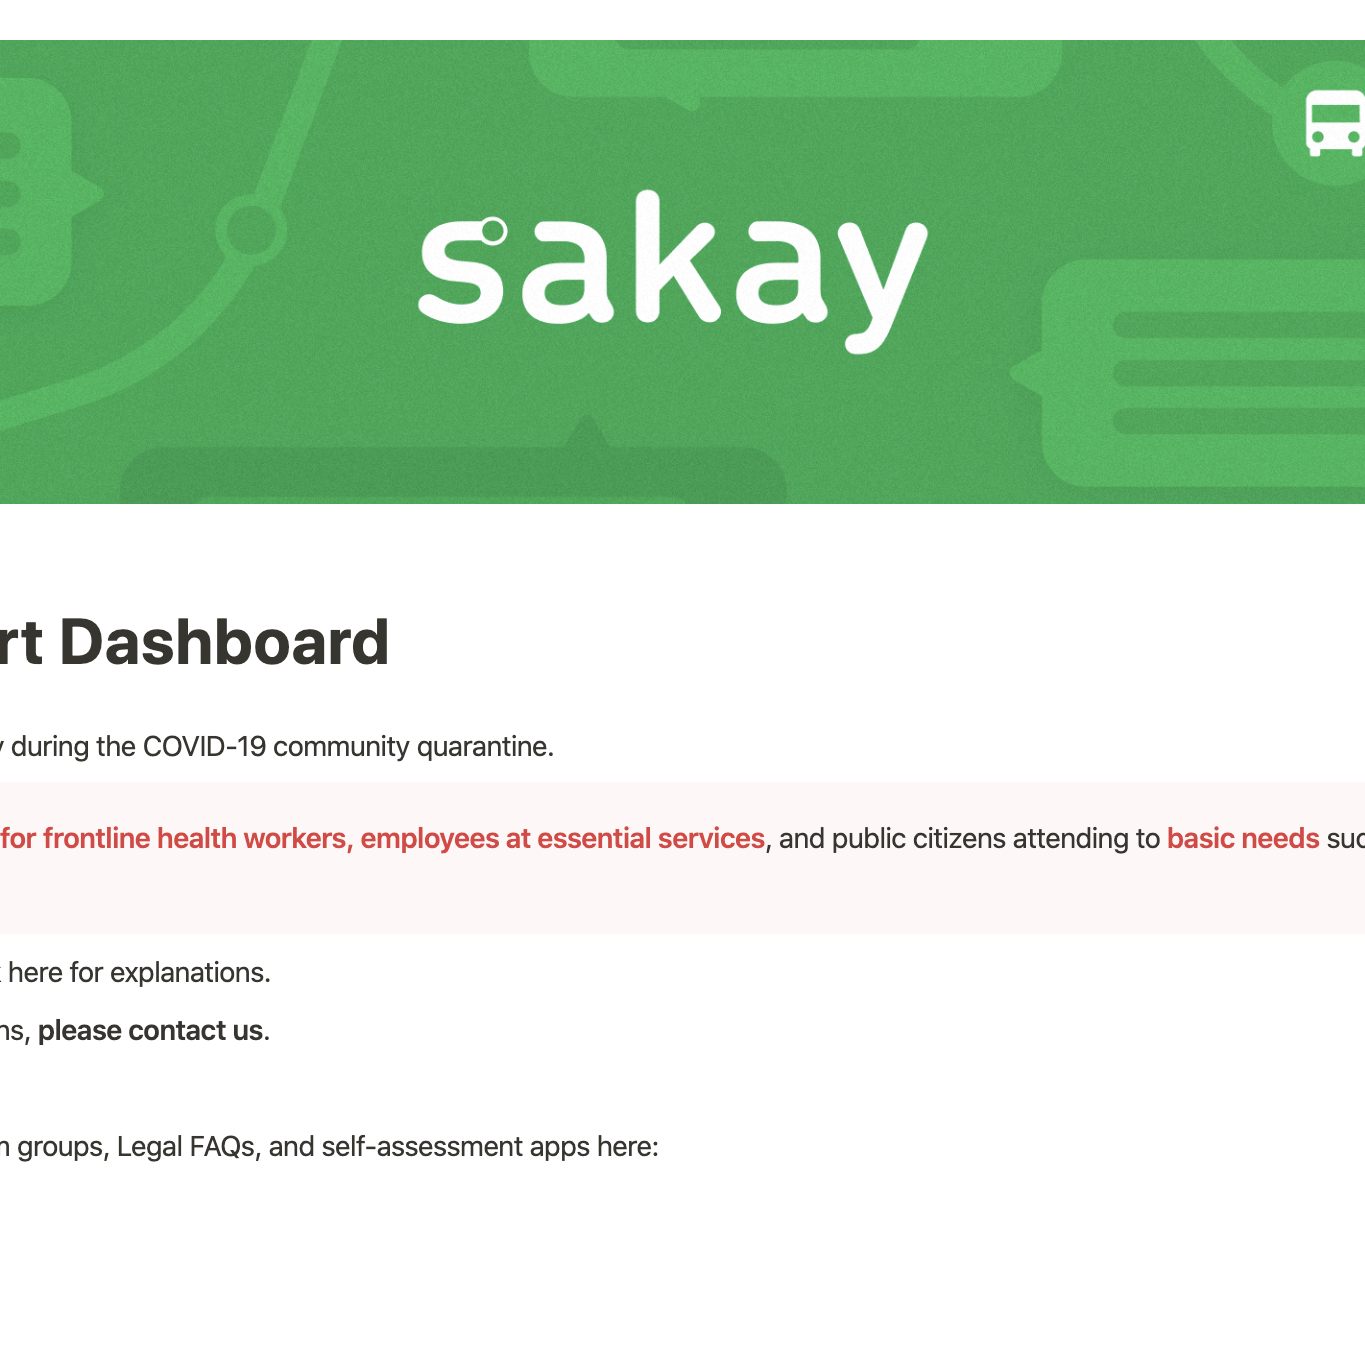 sakay
rt Dashboard
during the COVID-19 community quarantine.
for frontline health workers, employees at essential services, and public citizens attending to basic needs suc
here for explanations.
ns, please contact us.
groups, Legal FAQs, and self-assessment apps here: